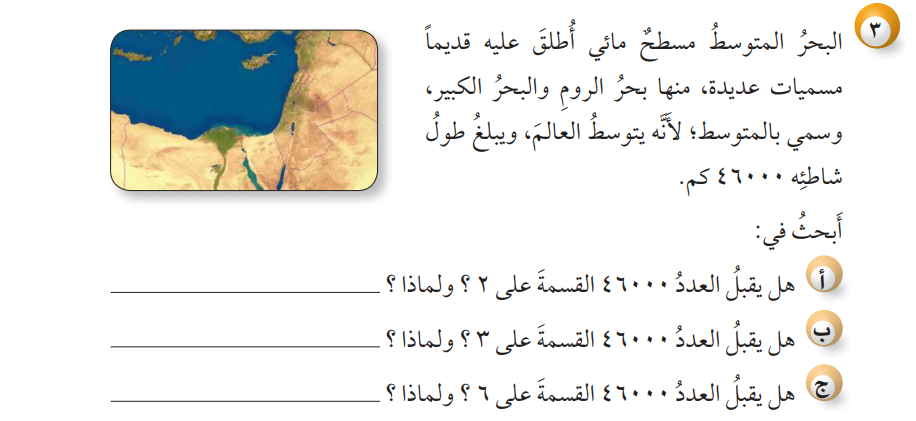 ٣
البحرُ المتوسطُ مسطحٌ مائي أُطلقَ عليه قديماً
مسميات عديدة، منها بحرُ الرومِ والبحرُ الكبير،
وسمي بالمتوسط؛ لأَنَّه يتوسطُ العالمَ، ويبلغُ طولُ
شاطئِه ٤٦٠٠٠ كم.
أَبحثُ في:
أ هل يقبلُ العددُ ٤٦٠٠٠ القسمةَ على ٢ ؟ ولماذا ؟
ب هل يقبلُ العددُ ٤٦٠٠٠ القسمةَ على ٣ ؟ ولماذا ؟
ج هل يقبلُ العددُ ٤٦٠٠٠ القسمةَ على ٦ ؟ ولماذا ؟